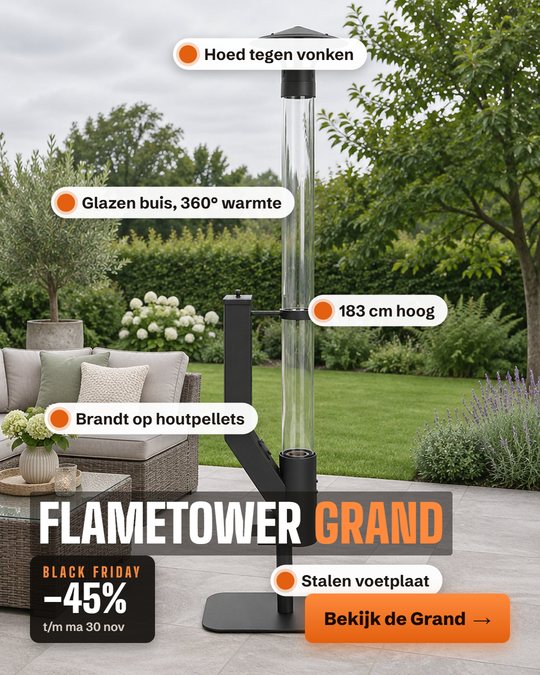 Hoed tegen vonken
Glazen buis, 360° warmte
183 cm hoog
Brandt op houtpellets
FLAMETOWER GRAND
BLACK FRIDAY
–45%
t/m ma 30 nov
Stalen voetplaat
Bekijk de Grand →